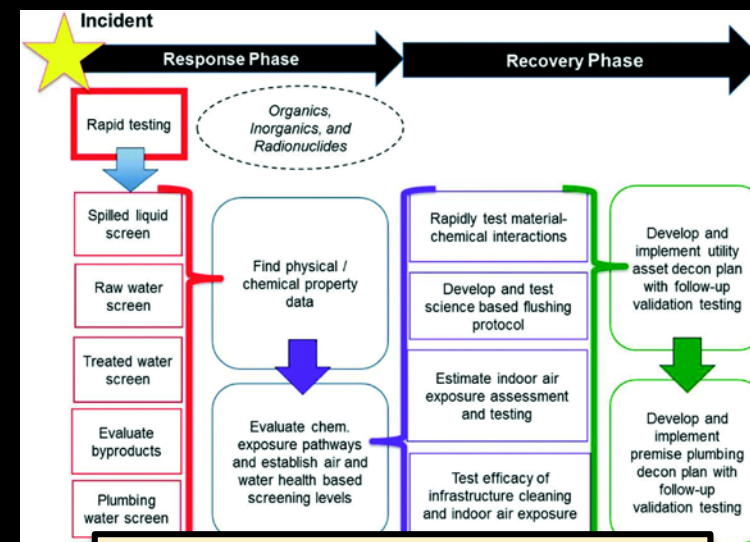 Incident
Response Phase
Recovery Phase
Rapid testing
Organics,
Inorganics, and
Radionuclides
Spilled liquid
screen
Raw water
screen
Treated water
screen
Evaluate
byproducts
Plumbing
water screen
Find physical /
chemical property
data
Evaluate chem.
exposure pathways
and establish air and
water health based
screening levels
Rapidly test material-
chemical interactions
Develop and test
science based flushing
protocol
Estimate indoor air
exposure assessment
and testing
Test efficacy of
infrastructure cleaning
and indoor air exposure
Develop and
implement utility
asset decon plan
with follow-up
validation testing
Develop and
implement
premise plumbing
decon plan with
follow-up
validation testing